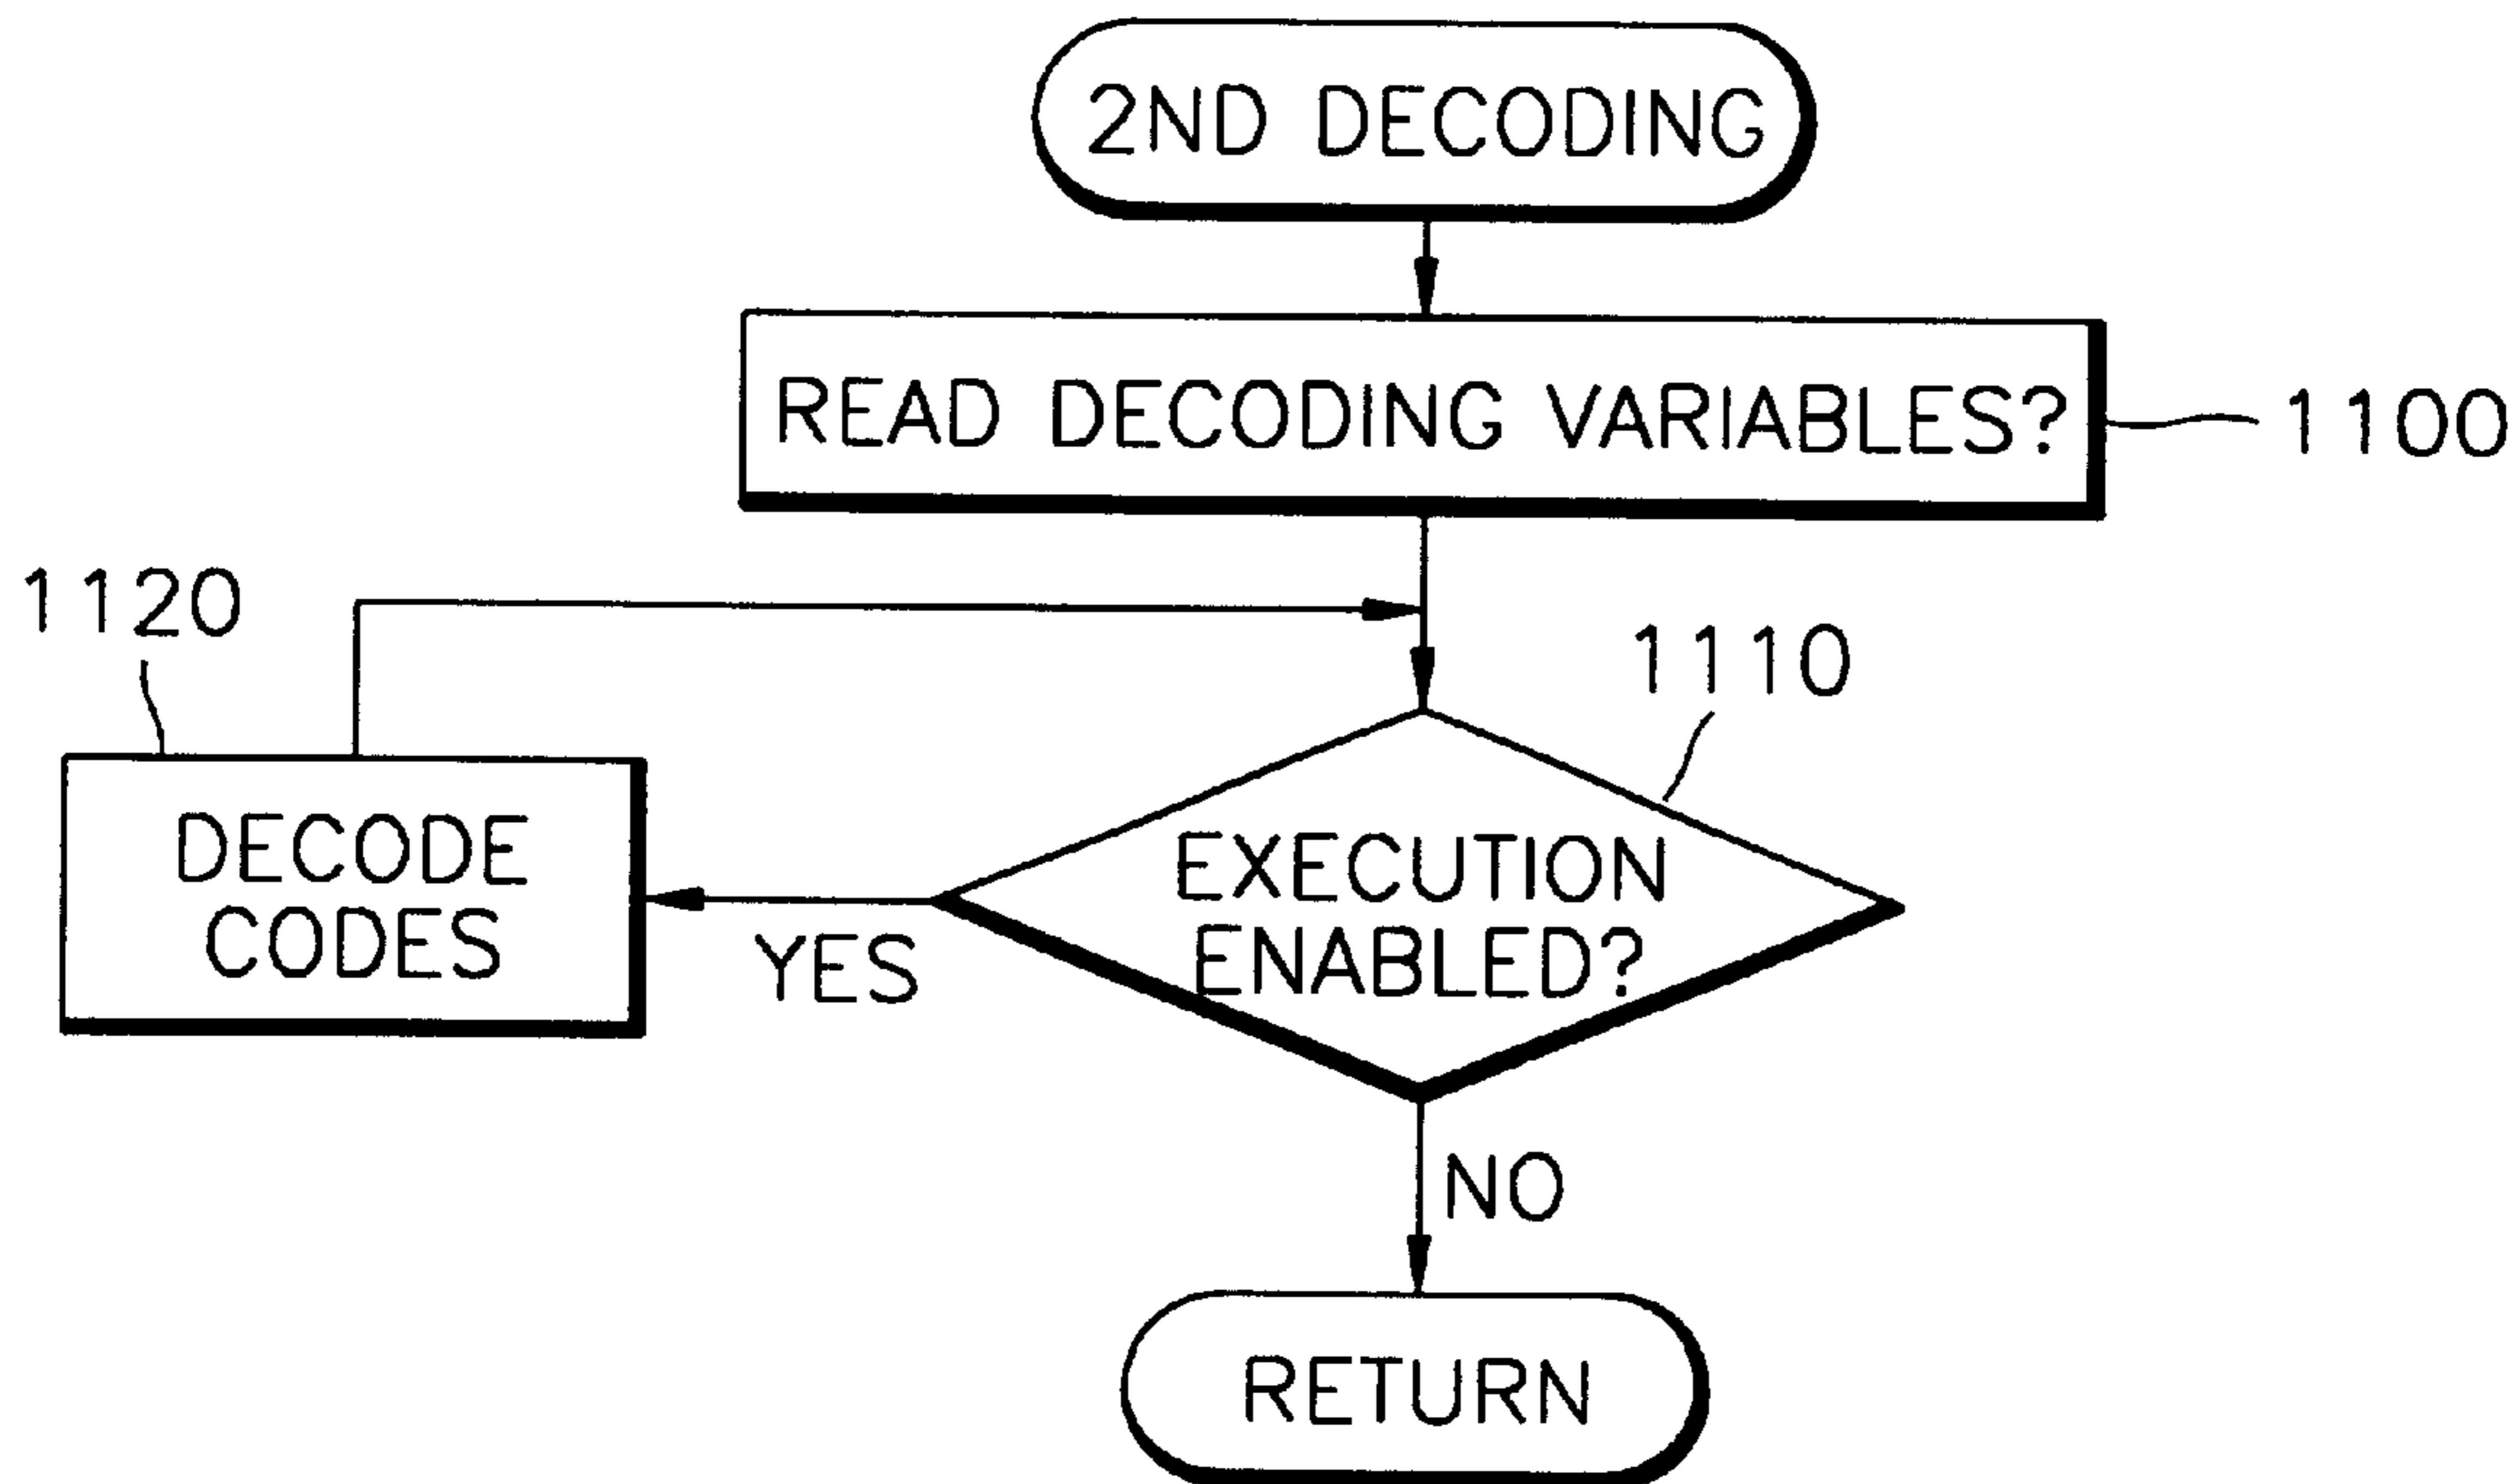 2ND DECODING
READ DECODING VARIABLES?
1100
1120
1110
DECODE
CODES
YES
EXECUTION
ENABLED?
NO
RETURN